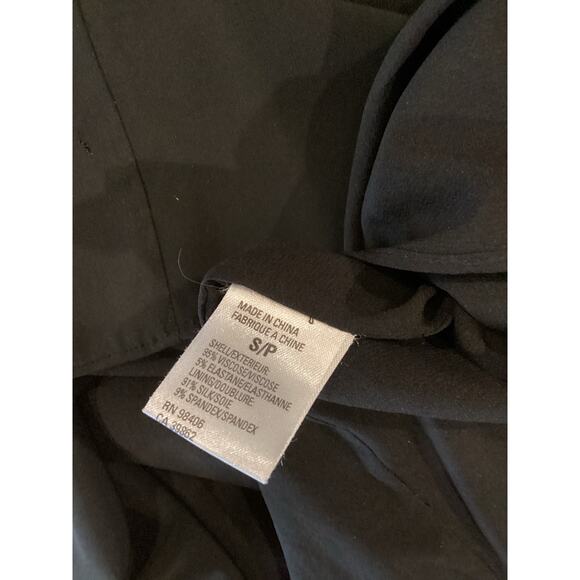 MADE IN CHINA
FABRIQUE A CHINE
S/P
SHELL/EXTERIEUR:
95% VISCOSE/VISCOSE
5% ELASTANE/ELASTHANNE
LINING/DOUBLURE:
91% SILK/SOIE
9% SPANDEX/SPANDEX
RN 98406
CA 39862